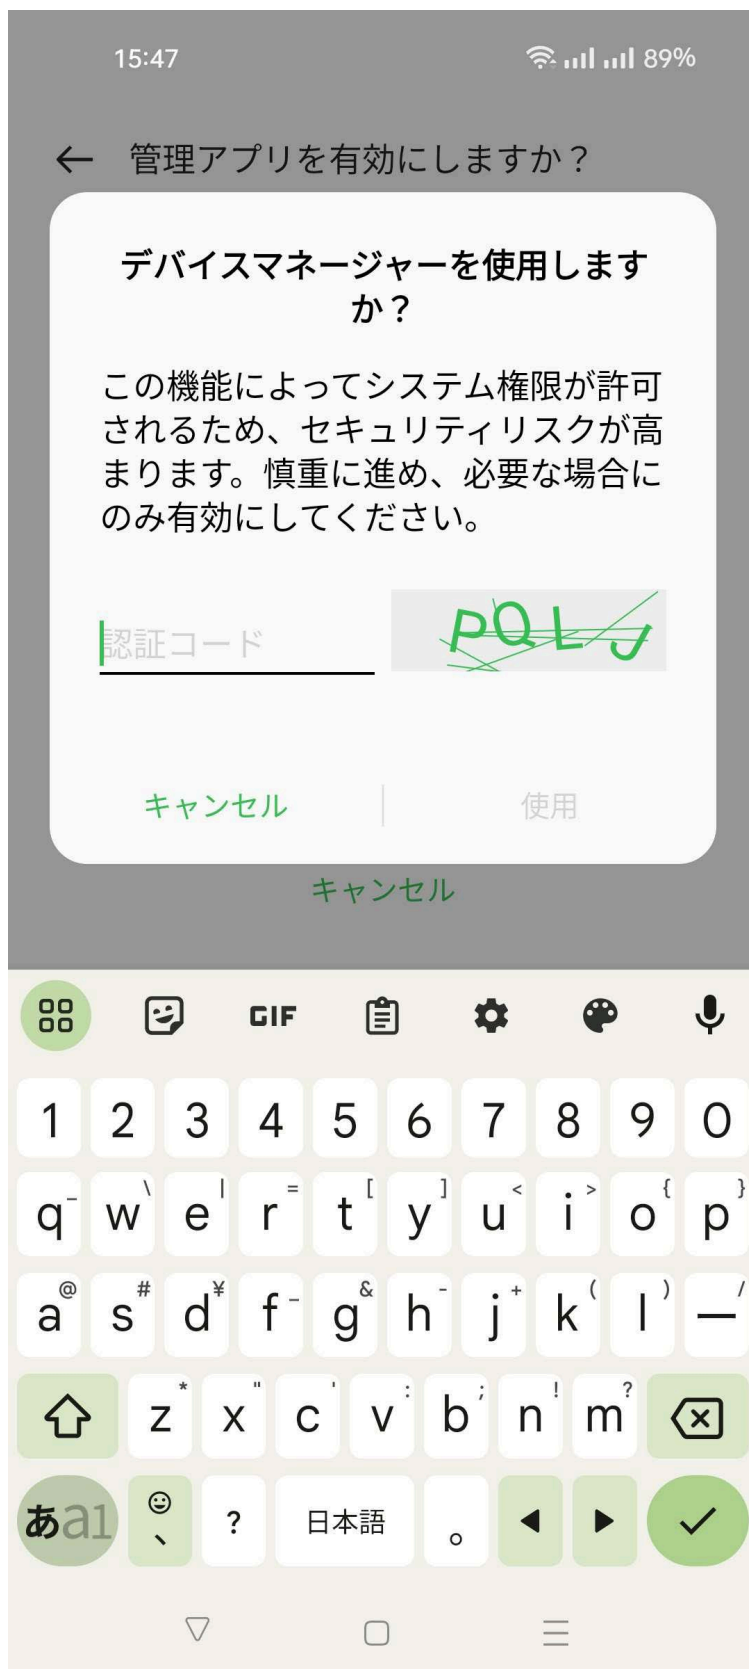 15:47 89%
管理アプリを有効にしますか？
デバイスマネージャーを使用します
か？
この機能によってシステム権限が許可
されるため、セキュリティリスクが高
まります。慎重に進め、必要な場合に
のみ有効にしてください。
認証コード PQLJ
キャンセル 使用
キャンセル
GIF
1 2 3 4 5 6 7 8 9 0
q _ w \ e | r = t [ y ] u < i > o { p }
a @ s # d ¥ f _ g & h - j + k ( l ) ー /
z * x " c ' v : b ; n ! m ?
あa1 、 ? 日本語 。